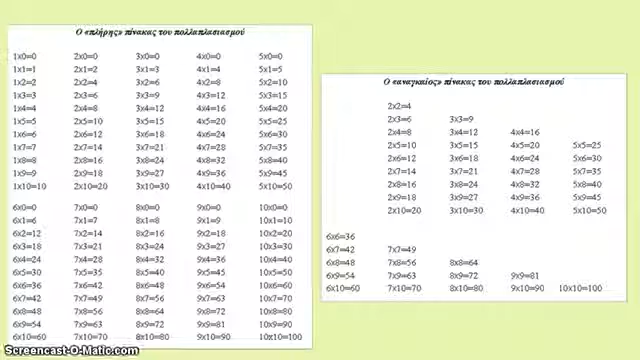 Ο «πλήρης» πίνακας του πολλαπλασιασμού
1x0=0 2x0=0 3x0=0 4x0=0 5x0=0
1x1=1 2x1=2 3x1=3 4x1=4 5x1=5
1x2=2 2x2=4 3x2=6 4x2=8 5x2=10
1x3=3 2x3=6 3x3=9 4x3=12 5x3=15
1x4=4 2x4=8 3x4=12 4x4=16 5x4=20
1x5=5 2x5=10 3x5=15 4x5=20 5x5=25
1x6=6 2x6=12 3x6=18 4x6=24 5x6=30
1x7=7 2x7=14 3x7=21 4x7=28 5x7=35
1x8=8 2x8=16 3x8=24 4x8=32 5x8=40
1x9=9 2x9=18 3x9=27 4x9=36 5x9=45
1x10=10 2x10=20 3x10=30 4x10=40 5x10=50
6x0=0 7x0=0 8x0=0 9x0=0 10x0=0
6x1=6 7x1=7 8x1=8 9x1=9 10x1=10
6x2=12 7x2=14 8x2=16 9x2=18 10x2=20
6x3=18 7x3=21 8x3=24 9x3=27 10x3=30
6x4=24 7x4=28 8x4=32 9x4=36 10x4=40
6x5=30 7x5=35 8x5=40 9x5=45 10x5=50
6x6=36 7x6=42 8x6=48 9x6=54 10x6=60
6x7=42 7x7=49 8x7=56 9x7=63 10x7=70
6x8=48 7x8=56 8x8=64 9x8=72 10x8=80
6x9=54 7x9=63 8x9=72 9x9=81 10x9=90
6x10=60 7x10=70 8x10=80 9x10=90 10x10=100
Ο «αναγκαίος» πίνακας του πολλαπλασιασμού
2x2=4
2x3=6 3x3=9
2x4=8 3x4=12 4x4=16
2x5=10 3x5=15 4x5=20 5x5=25
2x6=12 3x6=18 4x6=24 5x6=30
2x7=14 3x7=21 4x7=28 5x7=35
2x8=16 3x8=24 4x8=32 5x8=40
2x9=18 3x9=27 4x9=36 5x9=45
2x10=20 3x10=30 4x10=40 5x10=50
6x6=36
6x7=42 7x7=49
6x8=48 7x8=56 8x8=64
6x9=54 7x9=63 8x9=72 9x9=81
6x10=60 7x10=70 8x10=80 9x10=90 10x10=100
Screencast-O-Matic.com